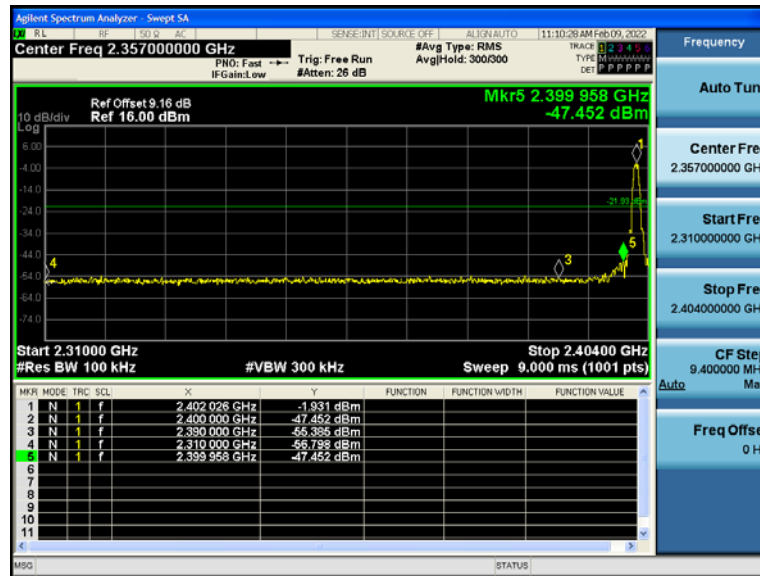 Agilent Spectrum Analyzer - Swept SA
RL RF 50 Ω AC SENSE:INT SOURCE OFF ALIGN AUTO 11:10:28 AM Feb 09, 2022
Center Freq 2.357000000 GHz
PNO: Fast
IFGain:Low
Trig: Free Run
#Atten: 26 dB
#Avg Type: RMS
Avg|Hold: 300/300
TRACE 1 2 3 4 5 6
TYPE M
DET P P P P P P
Frequency
Mkr5 2.399 958 GHz
-47.452 dBm
Ref Offset 9.16 dB
10 dB/div Ref 16.00 dBm
Log
6.00
-4.00
-14.0
-24.0
-34.0
-44.0
-54.0
-64.0
-74.0
1
-21.93 dBm
5
3
4
Start 2.31000 GHz Stop 2.40400 GHz
#Res BW 100 kHz #VBW 300 kHz Sweep 9.000 ms (1001 pts)
MKR MODE TRC SCL X Y FUNCTION FUNCTION WIDTH FUNCTION VALUE
1 N 1 f 2.402 026 GHz -1.931 dBm
2 N 1 f 2.400 000 GHz -47.452 dBm
3 N 1 f 2.390 000 GHz -55.385 dBm
4 N 1 f 2.310 000 GHz -56.798 dBm
5 N 1 f 2.399 958 GHz -47.452 dBm
6
7
8
9
10
11
MSG STATUS
Auto Tun
Center Fre
2.357000000 GH
Start Fre
2.310000000 GH
Stop Fre
2.404000000 GH
CF Ste
9.400000 MH
Auto Ma
Freq Offse
0 H